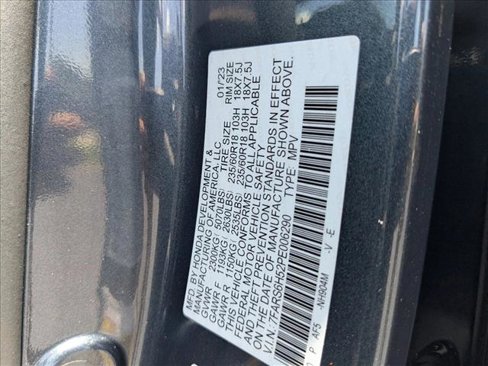 MFD. BY HONDA DEVELOPMENT & 01/23
MANUFACTURING OF AMERICA, LLC
GVWR 2300KG( 5070LBS) TIRE SIZE RIM SIZE
GAWR F 1193KG( 2630LBS) 235/60R18 103H 18X7.5J
GAWR R 1150KG( 2535LBS) 235/60R18 103H 18X7.5J
THIS VEHICLE CONFORMS TO ALL APPLICABLE
FEDERAL MOTOR VEHICLE SAFETY
AND THEFT PREVENTION STANDARDS IN EFFECT
ON THE DATE OF MANUFACTURE SHOWN ABOVE.
V.I.N. 7FARS6H52PE006290 TYPE: MPV
P AF5 -NH904M -V -E